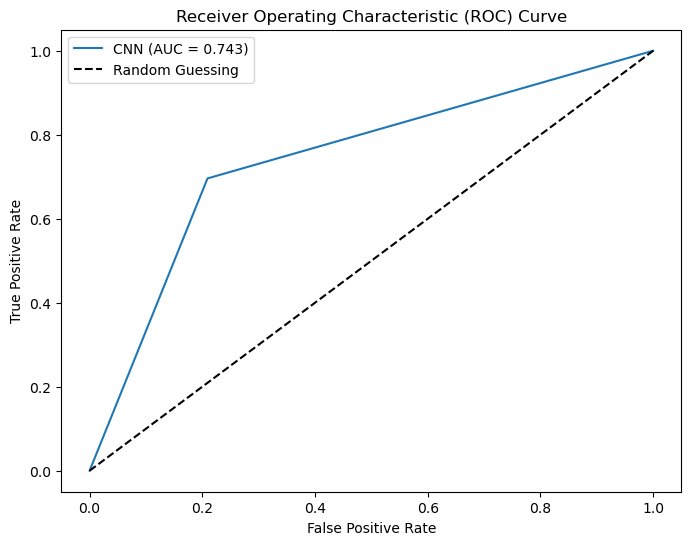 Receiver Operating Characteristic (ROC) Curve
CNN (AUC = 0.743)
Random Guessing
1.0
0.8
0.6
0.4
0.2
0.0
True Positive Rate
0.0 0.2 0.4 0.6 0.8 1.0
False Positive Rate